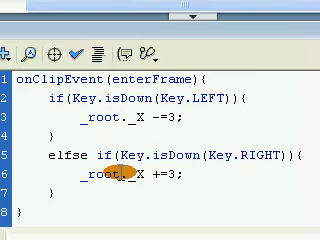 1 onClipEvent(enterFrame){
2 if(Key.isDown(Key.LEFT)){
3 _root._X -=3;
4 }
5 elfse if(Key.isDown(Key.RIGHT)){
6 _root._X +=3;
7 }
8 }